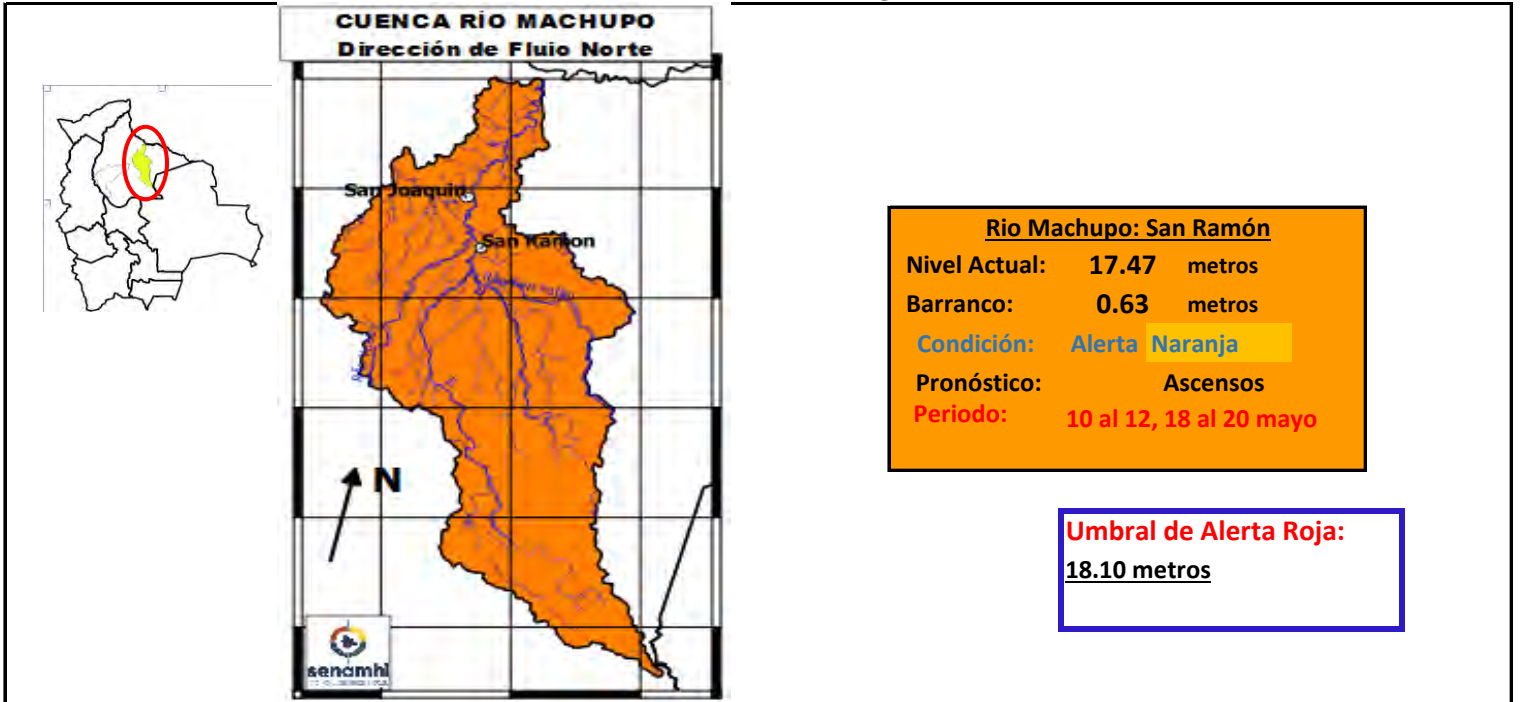 CUENCA RÍO MACHUPO
Dirección de Fluio Norte
San Joaquin
San Ramon
N
senamhi
Rio Machupo: San Ramón
Nivel Actual: 17.47 metros
Barranco: 0.63 metros
Condición: Alerta Naranja
Pronóstico: Ascensos
Periodo: 10 al 12, 18 al 20 mayo
Umbral de Alerta Roja:
18.10 metros